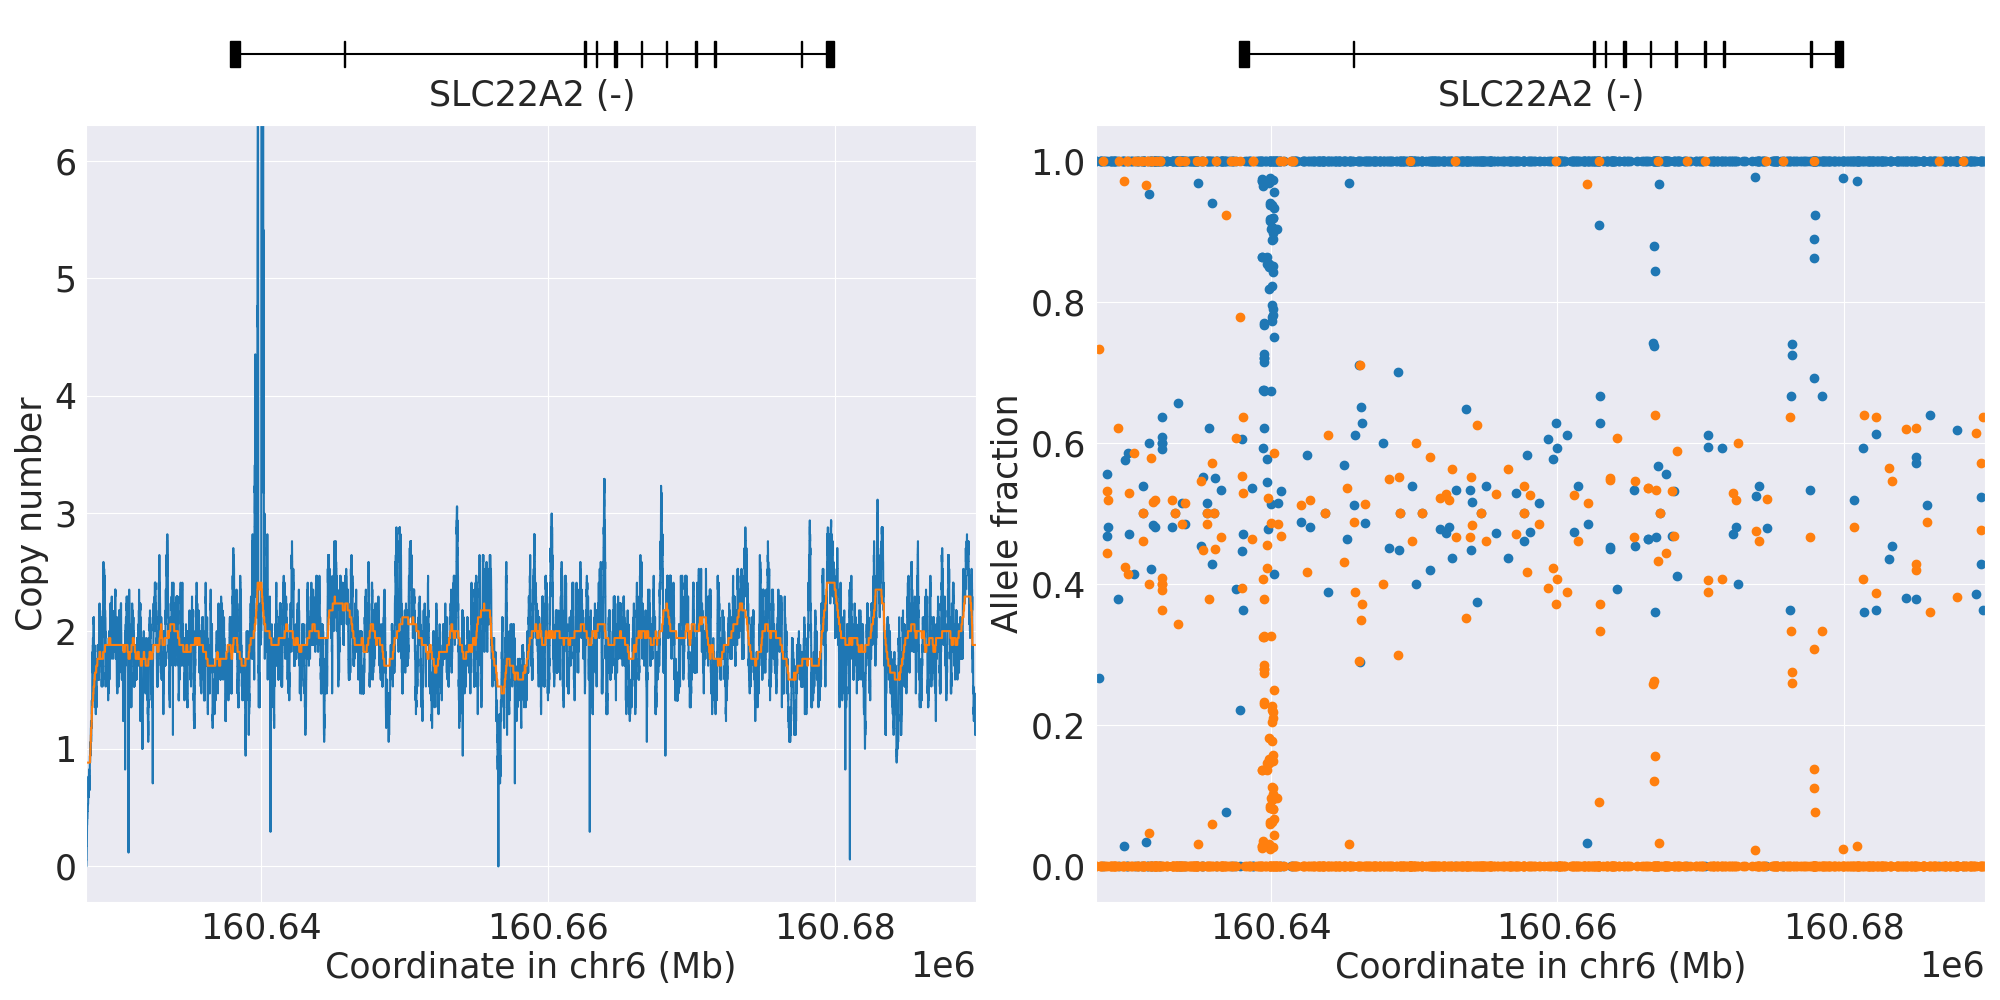 SLC22A2 (-)
6
5
4
3
2
1
0
Copy number
160.64 160.66 160.68
Coordinate in chr6 (Mb) 1e6
SLC22A2 (-)
1.0
0.8
0.6
0.4
0.2
0.0
Allele fraction
160.64 160.66 160.68
Coordinate in chr6 (Mb) 1e6